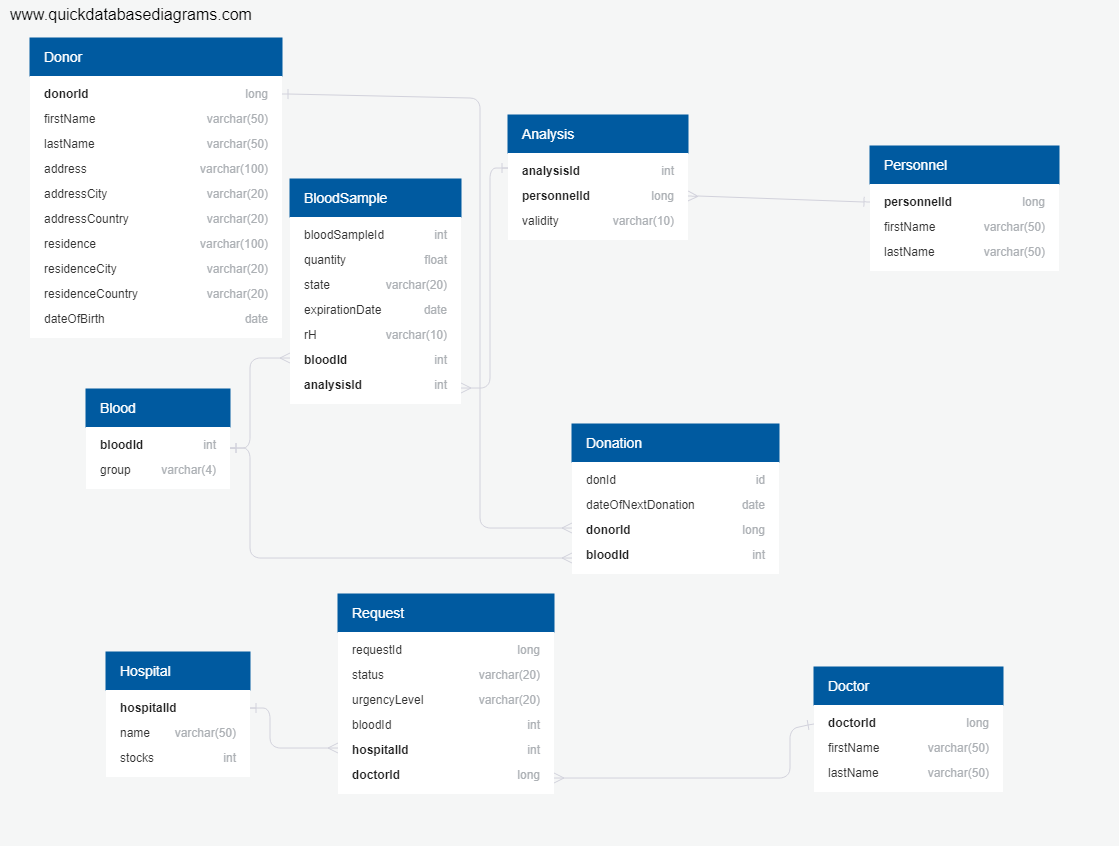 www.quickdatabasediagrams.com
Donor
donorId long
firstName varchar(50)
lastName varchar(50)
address varchar(100)
addressCity varchar(20)
addressCountry varchar(20)
residence varchar(100)
residenceCity varchar(20)
residenceCountry varchar(20)
dateOfBirth date
BloodSample
bloodSampleId int
quantity float
state varchar(20)
expirationDate date
rH varchar(10)
bloodId int
analysisId int
Analysis
analysisId int
personnelId long
validity varchar(10)
Personnel
personnelId long
firstName varchar(50)
lastName varchar(50)
Blood
bloodId int
group varchar(4)
Donation
donId id
dateOfNextDonation date
donorId long
bloodId int
Request
requestId long
status varchar(20)
urgencyLevel varchar(20)
bloodId int
hospitalId int
doctorId long
Hospital
hospitalId
name varchar(50)
stocks int
Doctor
doctorId long
firstName varchar(50)
lastName varchar(50)